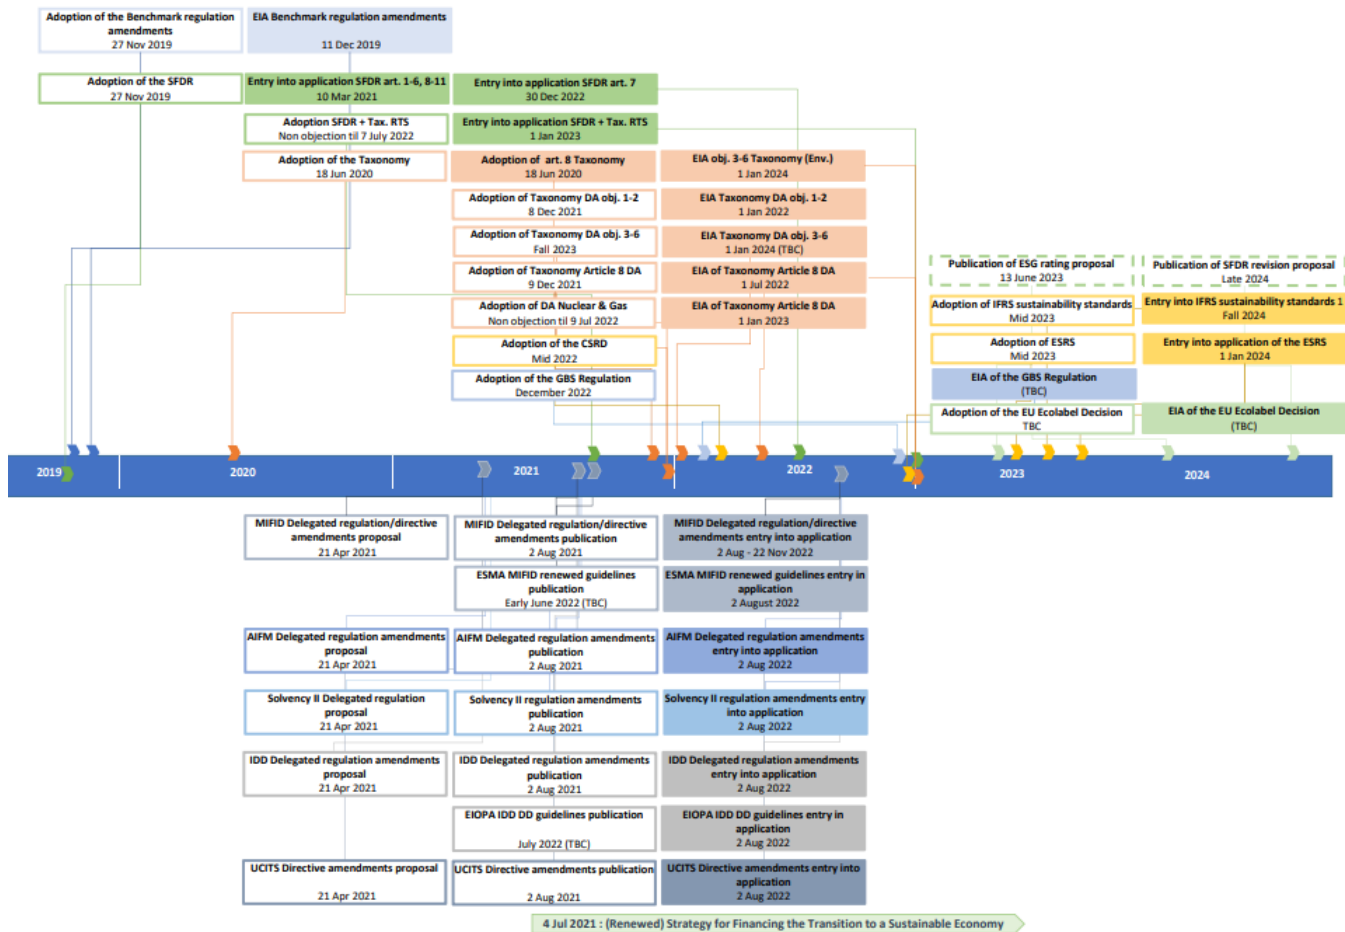 Adoption of the Benchmark regulation
amendments
27 Nov 2019
EIA Benchmark regulation amendments
11 Dec 2019
Adoption of the SFDR
27 Nov 2019
Entry into application SFDR art. 1-6, 8-11
10 Mar 2021
Entry into application SFDR art. 7
30 Dec 2022
Adoption SFDR + Tax. RTS
Non objection til 7 July 2022
Entry into application SFDR + Tax. RTS
1 Jan 2023
Adoption of the Taxonomy
18 Jun 2020
Adoption of art. 8 Taxonomy
18 Jun 2020
EIA obj. 3-6 Taxonomy (Env.)
1 Jan 2024
Adoption of Taxonomy DA obj. 1-2
8 Dec 2021
EIA Taxonomy DA obj. 1-2
1 Jan 2022
Adoption of Taxonomy DA obj. 3-6
Fall 2023
EIA Taxonomy DA obj. 3-6
1 Jan 2024 (TBC)
Adoption of Taxonomy Article 8 DA
9 Dec 2021
EIA of Taxonomy Article 8 DA
1 Jul 2022
Publication of ESG rating proposal
13 June 2023
Publication of SFDR revision proposal
Late 2024
Adoption of DA Nuclear & Gas
Non objection til 9 Jul 2022
EIA of Taxonomy Article 8 DA
1 Jan 2023
Adoption of IFRS sustainability standards
Mid 2023
Entry into IFRS sustainability standards 1
Fall 2024
Adoption of the CSRD
Mid 2022
Adoption of ESRS
Mid 2023
Entry into application of the ESRS
1 Jan 2024
Adoption of the GBS Regulation
December 2022
EIA of the GBS Regulation
(TBC)
Adoption of the EU Ecolabel Decision
TBC
EIA of the EU Ecolabel Decision
(TBC)
2019
2020
2021
2022
2023
2024
MIFID Delegated regulation/directive
amendments proposal
21 Apr 2021
MIFID Delegated regulation/directive
amendments publication
2 Aug 2021
MIFID Delegated regulation/directive
amendments entry into application
2 Aug - 22 Nov 2022
ESMA MIFID renewed guidelines
publication
Early June 2022 (TBC)
ESMA MIFID renewed guidelines entry in
application
2 August 2022
AIFM Delegated regulation amendments
proposal
21 Apr 2021
AIFM Delegated regulation amendments
publication
2 Aug 2021
AIFM Delegated regulation amendments
entry into application
2 Aug 2022
Solvency II Delegated regulation
proposal
21 Apr 2021
Solvency II regulation amendments
publication
2 Aug 2021
Solvency II regulation amendments entry
into application
2 Aug 2022
IDD Delegated regulation amendments
proposal
21 Apr 2021
IDD Delegated regulation amendments
publication
2 Aug 2021
IDD Delegated regulation amendments
entry into application
2 Aug 2022
EIOPA IDD DD guidelines publication
July 2022 (TBC)
EIOPA IDD DD guidelines entry in
application
2 Aug 2022
UCITS Directive amendments proposal
21 Apr 2021
UCITS Directive amendments publication
2 Aug 2021
UCITS Directive amendments entry into
application
2 Aug 2022
4 Jul 2021 : (Renewed) Strategy for Financing the Transition to a Sustainable Economy